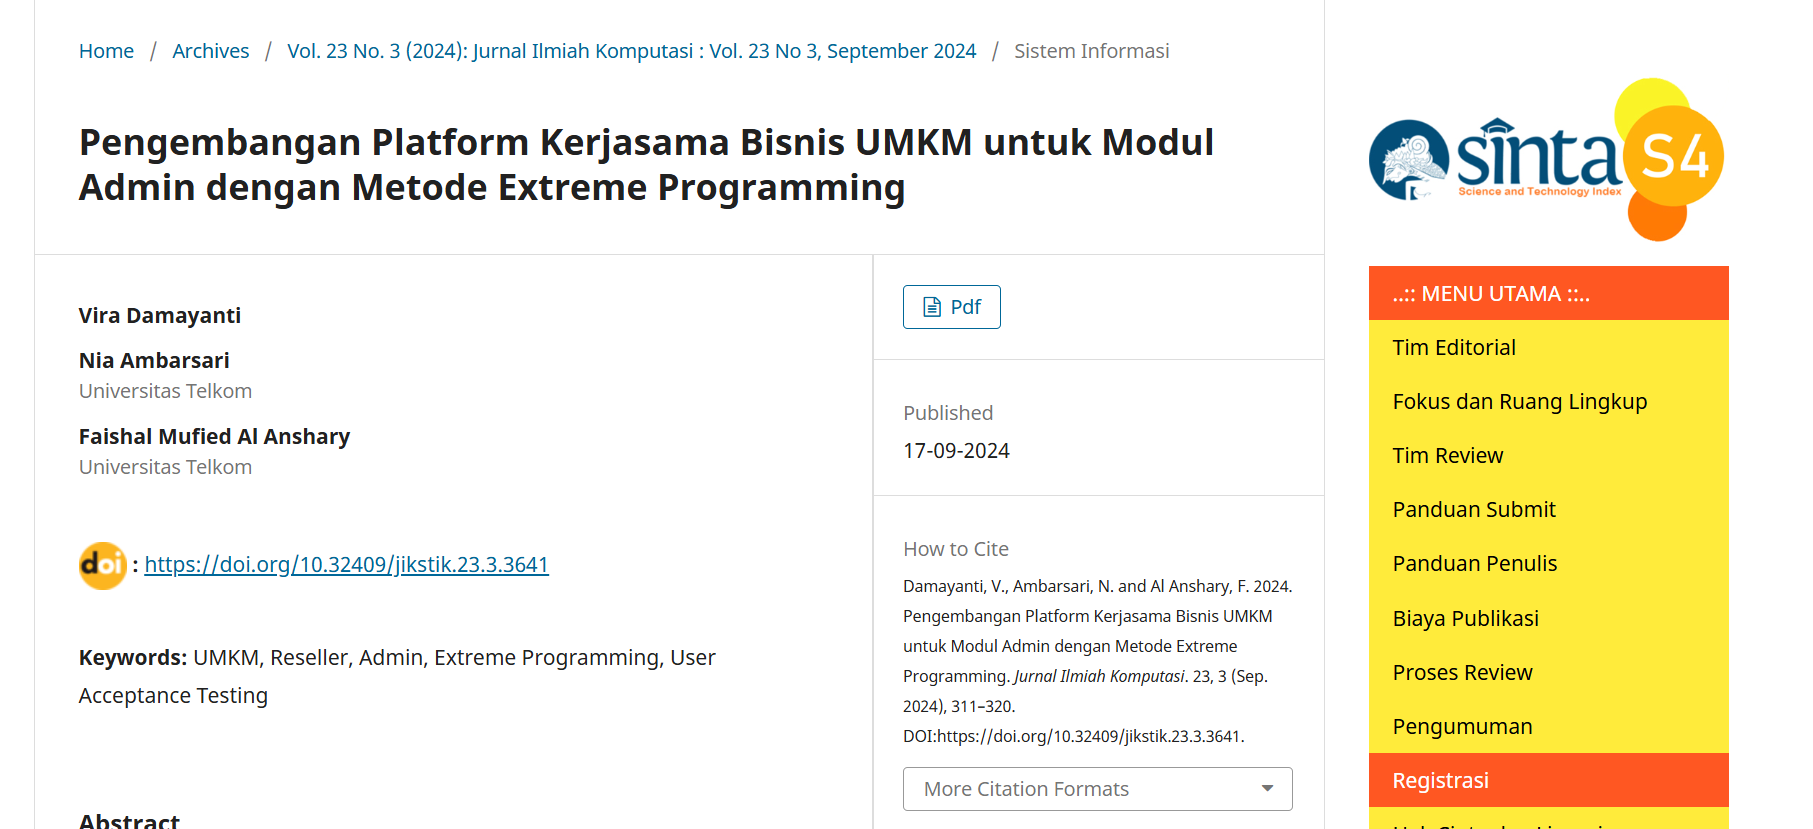 Home / Archives / Vol. 23 No. 3 (2024): Jurnal Ilmiah Komputasi : Vol. 23 No 3, September 2024 / Sistem Informasi
Pengembangan Platform Kerjasama Bisnis UMKM untuk Modul
Admin dengan Metode Extreme Programming
Vira Damayanti
Nia Ambarsari
Universitas Telkom
Faishal Mufied Al Anshary
Universitas Telkom
doi : https://doi.org/10.32409/jikstik.23.3.3641
Keywords: UMKM, Reseller, Admin, Extreme Programming, User
Acceptance Testing
Abstract
Pdf
Published
17-09-2024
How to Cite
Damayanti, V., Ambarsari, N. and Al Anshary, F. 2024.
Pengembangan Platform Kerjasama Bisnis UMKM
untuk Modul Admin dengan Metode Extreme
Programming. Jurnal Ilmiah Komputasi. 23, 3 (Sep.
2024), 311–320.
DOI:https://doi.org/10.32409/jikstik.23.3.3641.
More Citation Formats
sinta S4
Science and Technology Index
..:: MENU UTAMA ::..
Tim Editorial
Fokus dan Ruang Lingkup
Tim Review
Panduan Submit
Panduan Penulis
Biaya Publikasi
Proses Review
Pengumuman
Registrasi